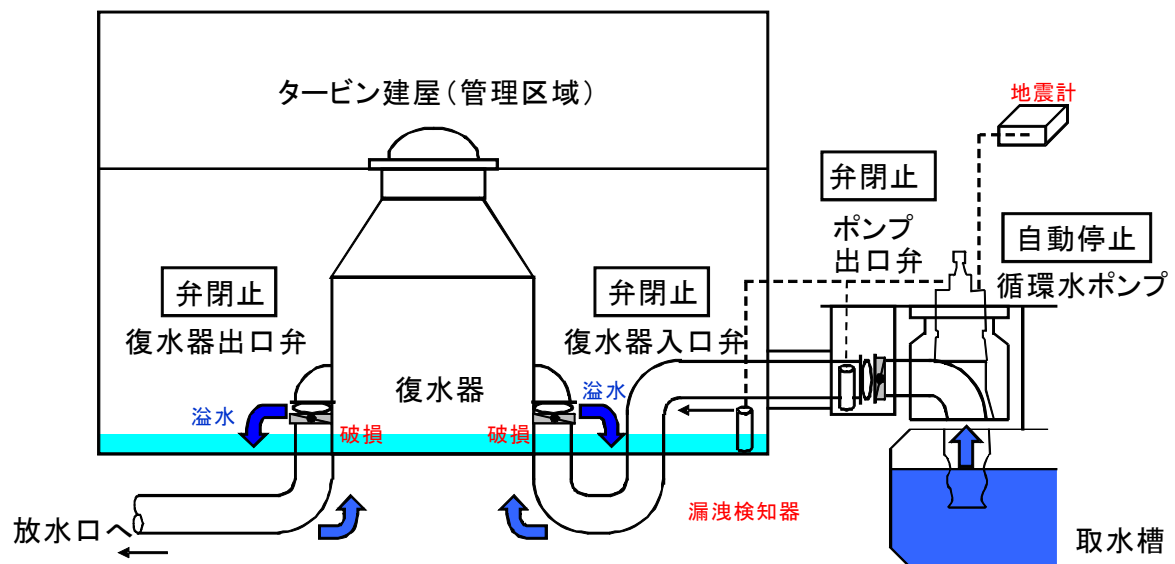 タービン建屋(管理区域)
地震計
弁閉止
ポンプ
出口弁
自動停止
循環水ポンプ
弁閉止
復水器出口弁
弁閉止
復水器入口弁
復水器
溢水
溢水
破損
破損
漏洩検知器
放水口へ
取水槽